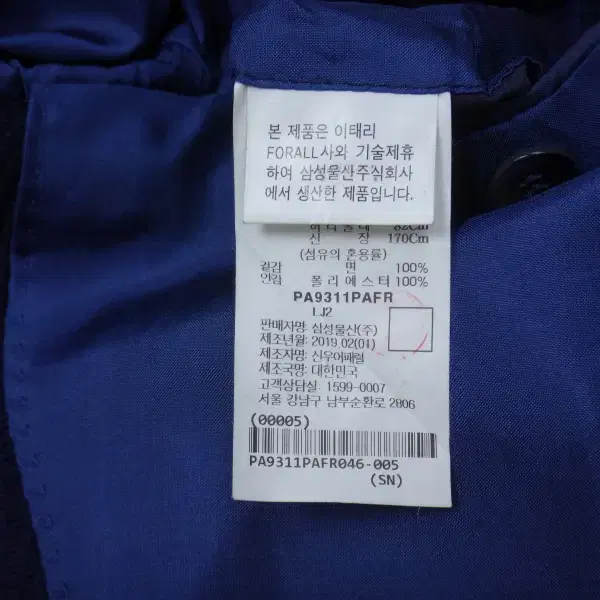 본 제품은 이태리
FORALL사와 기술제휴
하여 삼성물산주식회사
에서 생산한 제품입니다.
허리둘레 82Cm
신 장 170Cm
(섬유의 혼용률)
겉감 면 100%
안감 폴리에스터 100%
PA9311PAFR
LJ2
판매자명: 삼성물산(주)
제조년월: 2019.02(01)
제조자명: 신우어패럴
제조국명: 대한민국
고객상담실: 1599-0007
서울 강남구 남부순환로 2806
(00005)
PA9311PAFR046-005
(SN)